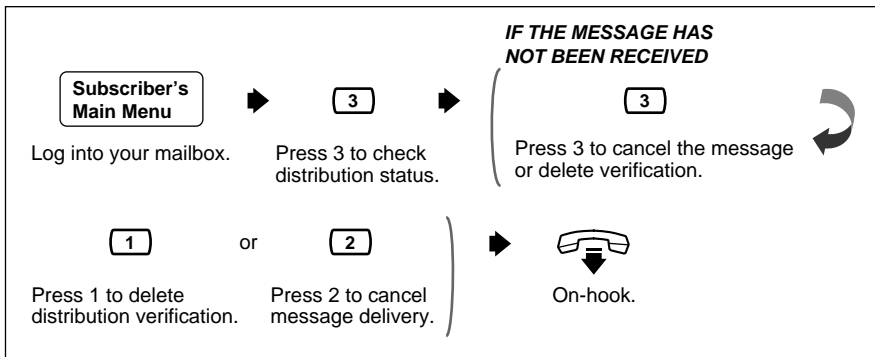 IF THE MESSAGE HAS
NOT BEEN RECEIVED
Subscriber's
Main Menu
3
3
Log into your mailbox.
Press 3 to check
distribution status.
Press 3 to cancel the message
or delete verification.
1
or
2
Press 1 to delete
distribution verification.
Press 2 to cancel
message delivery.
On-hook.